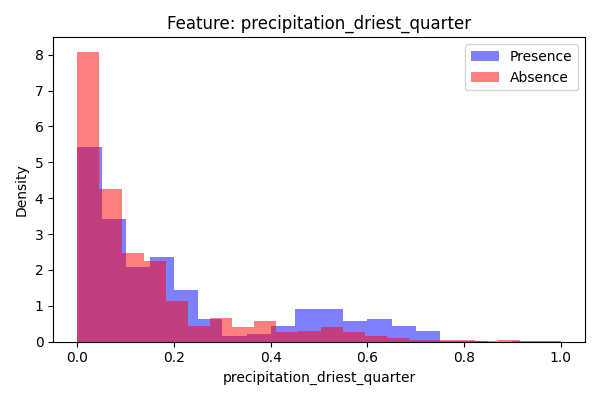 Feature: precipitation_driest_quarter
Presence
Absence
Density
8
7
6
5
4
3
2
1
0
0.0 0.2 0.4 0.6 0.8 1.0
precipitation_driest_quarter